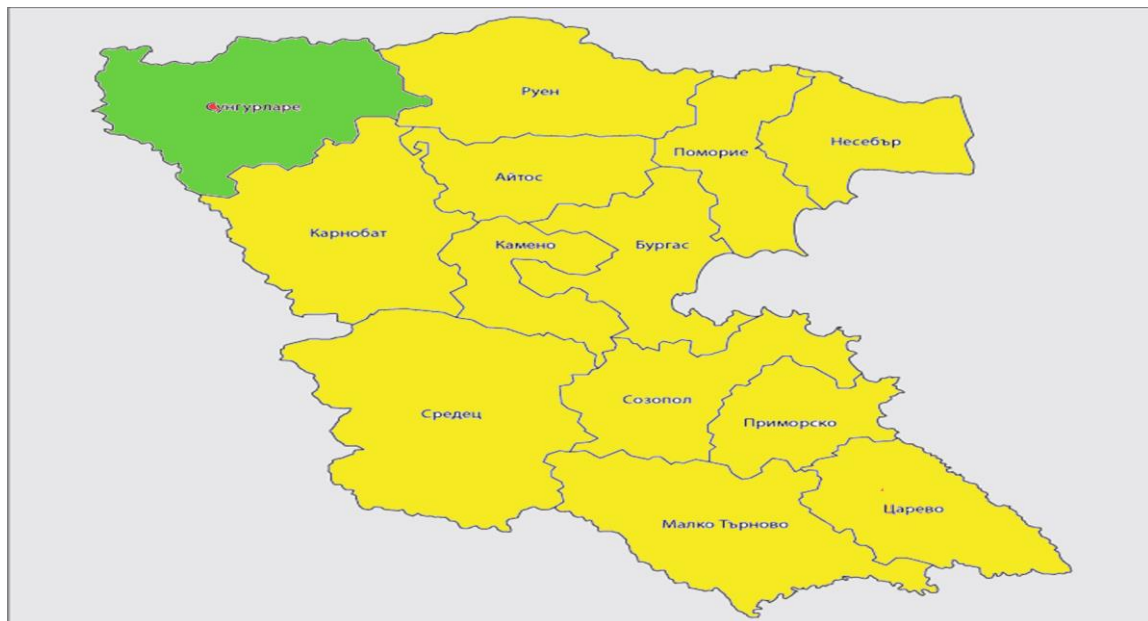 Руен
Сунгурларе
Несебър
Поморие
Айтос
Карнобат
Камено
Бургас
Созопол
Средец
Приморско
Царево
Малко Търново